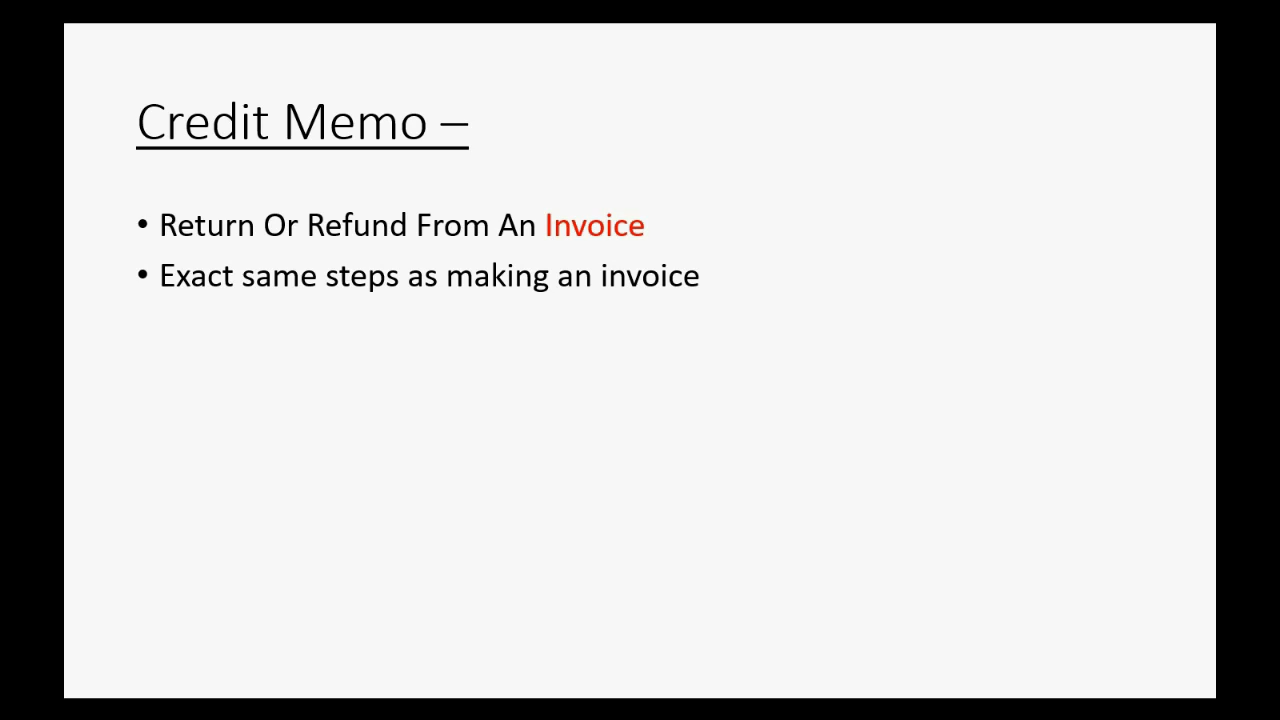 Credit Memo –
• Return Or Refund From An Invoice
• Exact same steps as making an invoice